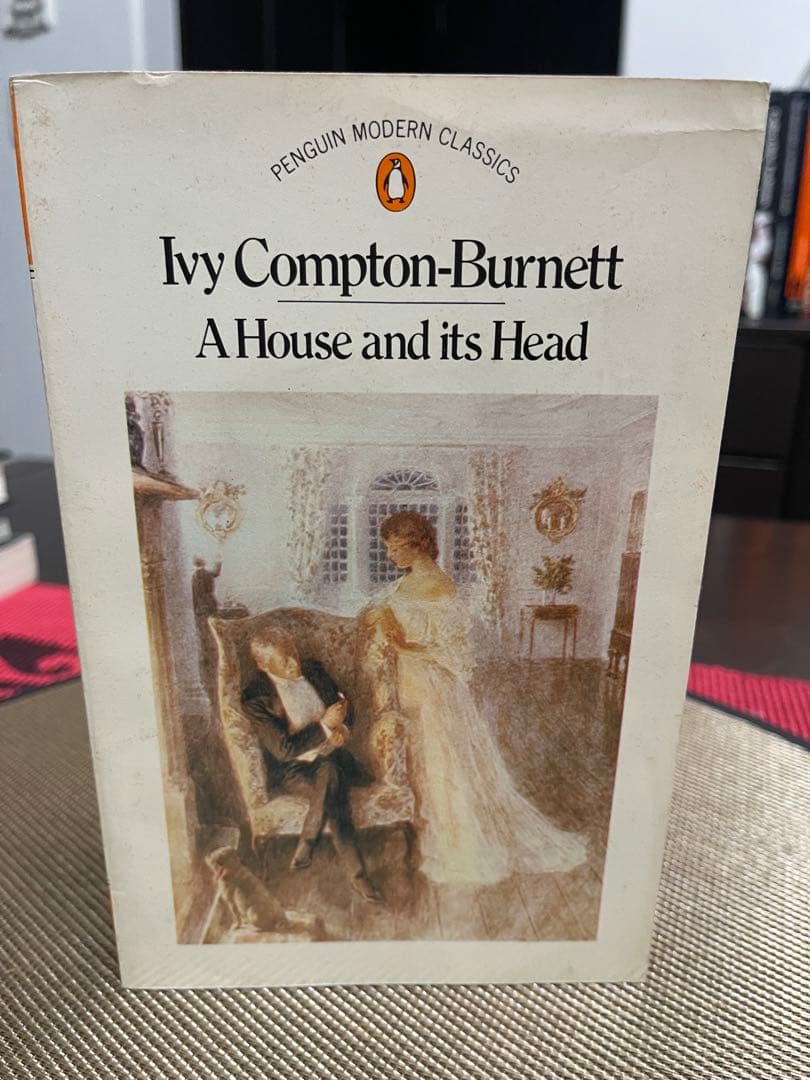 PENGUIN MODERN CLASSICS
Ivy Compton-Burnett
A House and its Head